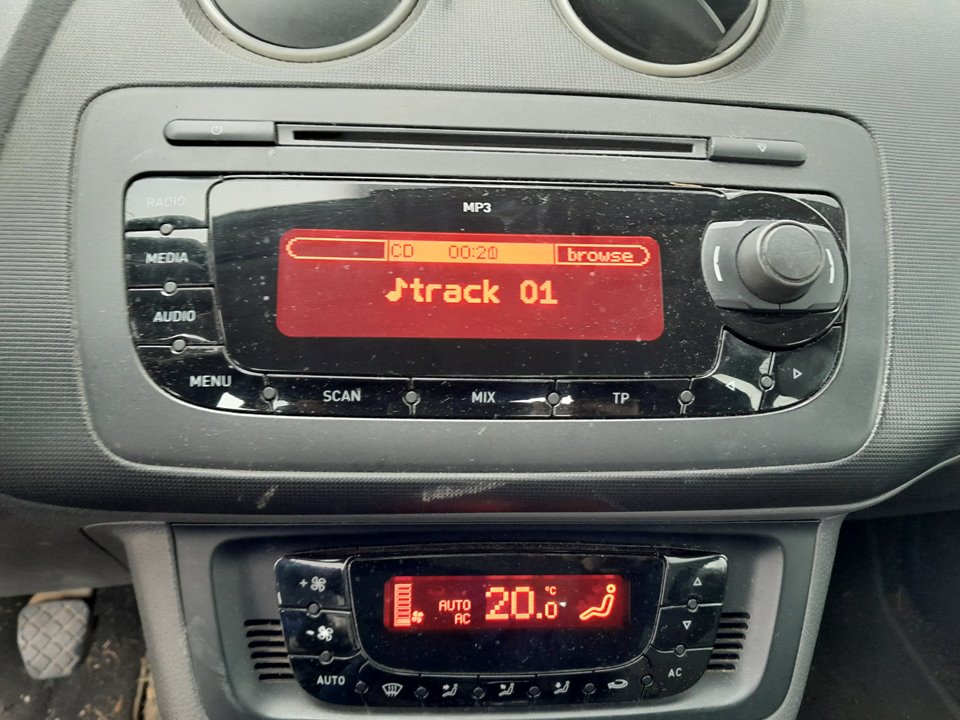 RADIO
MP3
CD 00:20 browse
MEDIA
track 01
AUDIO
MENU
SCAN
MIX
TP
AUTO
AC
20.0 °C
AUTO
AC